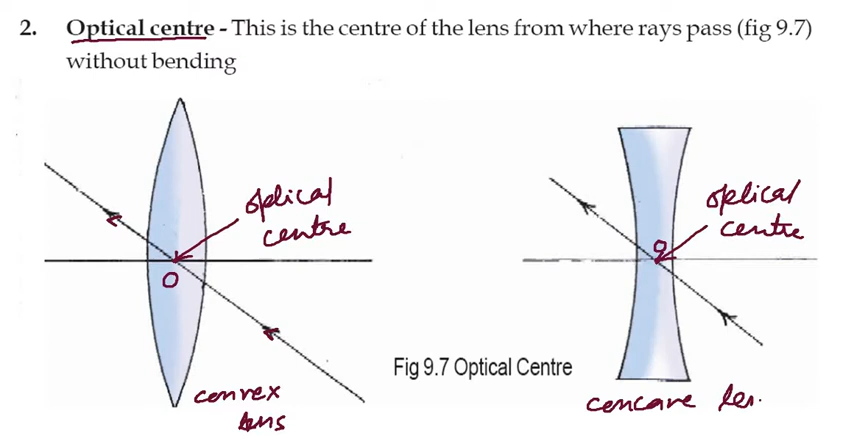 2. Optical centre - This is the centre of the lens from where rays pass (fig 9.7)
without bending
optical
centre
O
optical
centre
O
Fig 9.7 Optical Centre
convex
lens
concave len.